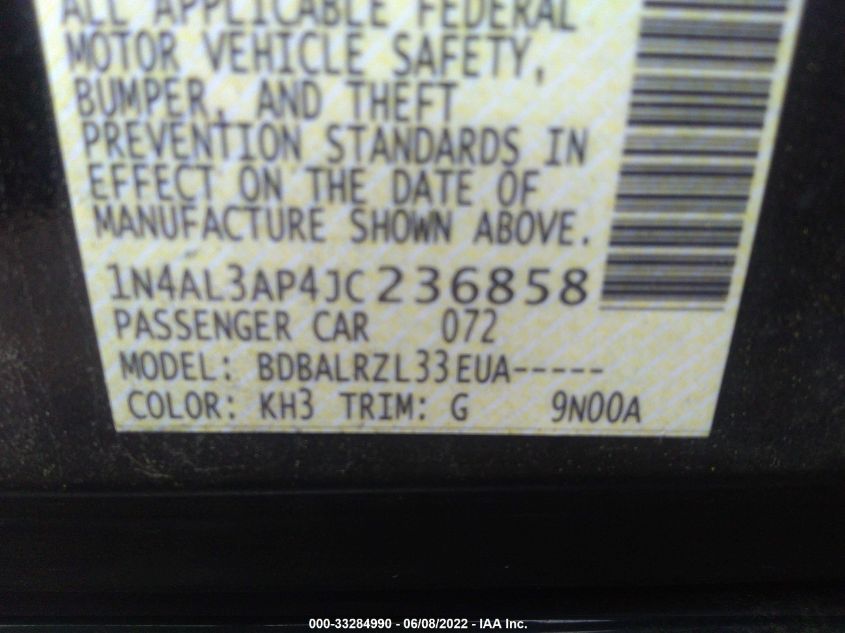 ALL APPLICABLE FEDERAL
MOTOR VEHICLE SAFETY,
BUMPER, AND THEFT
PREVENTION STANDARDS IN
EFFECT ON THE DATE OF
MANUFACTURE SHOWN ABOVE.
1N4AL3AP4JC236858
PASSENGER CAR 072
MODEL: BDBALRZL33EUA-----
COLOR: KH3 TRIM: G 9N00A
000-33284990 - 06/08/2022 - IAA Inc.